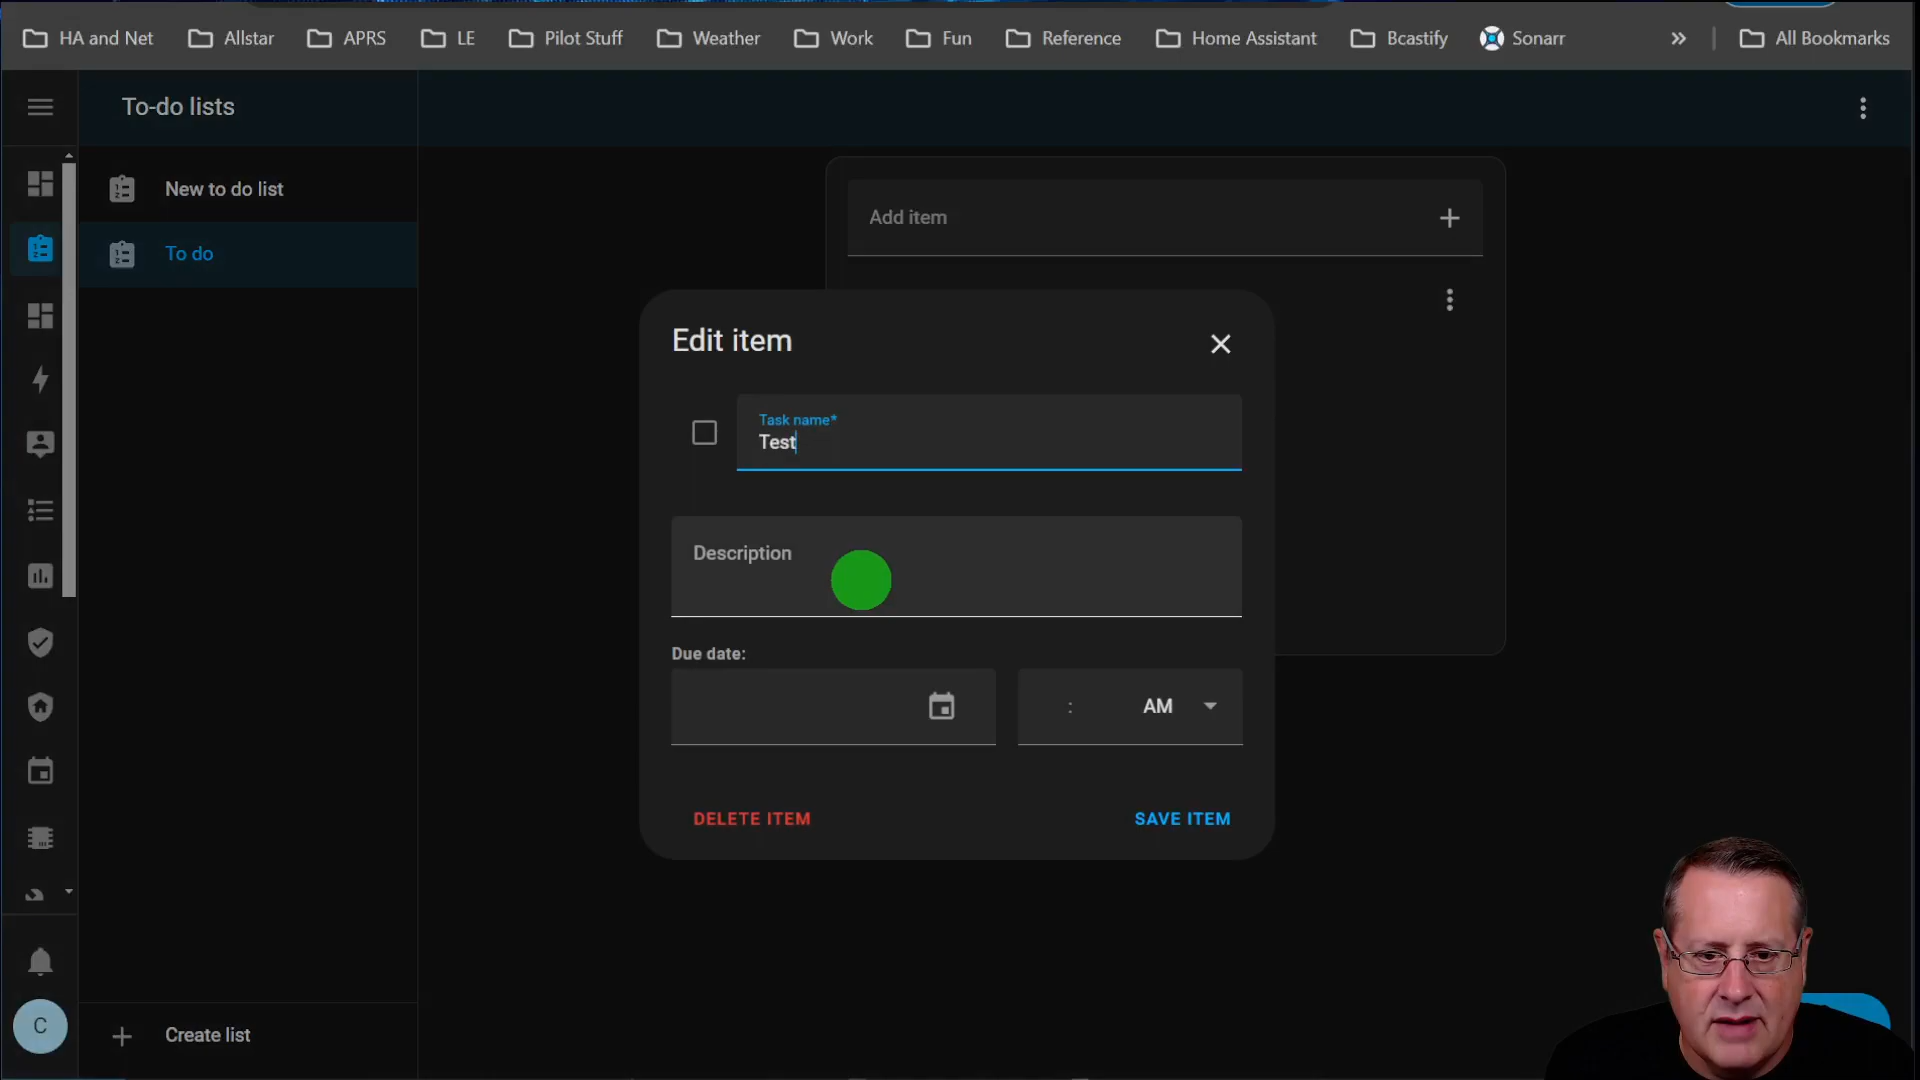 HA and Net
Allstar
APRS
LE
Pilot Stuff
Weather
Work
Fun
Reference
Home Assistant
Bcastify
Sonarr
All Bookmarks
To-do lists
New to do list
To do
Add item
Edit item
Task name*
Test
Description
Due date:
: AM
DELETE ITEM
SAVE ITEM
C
Create list